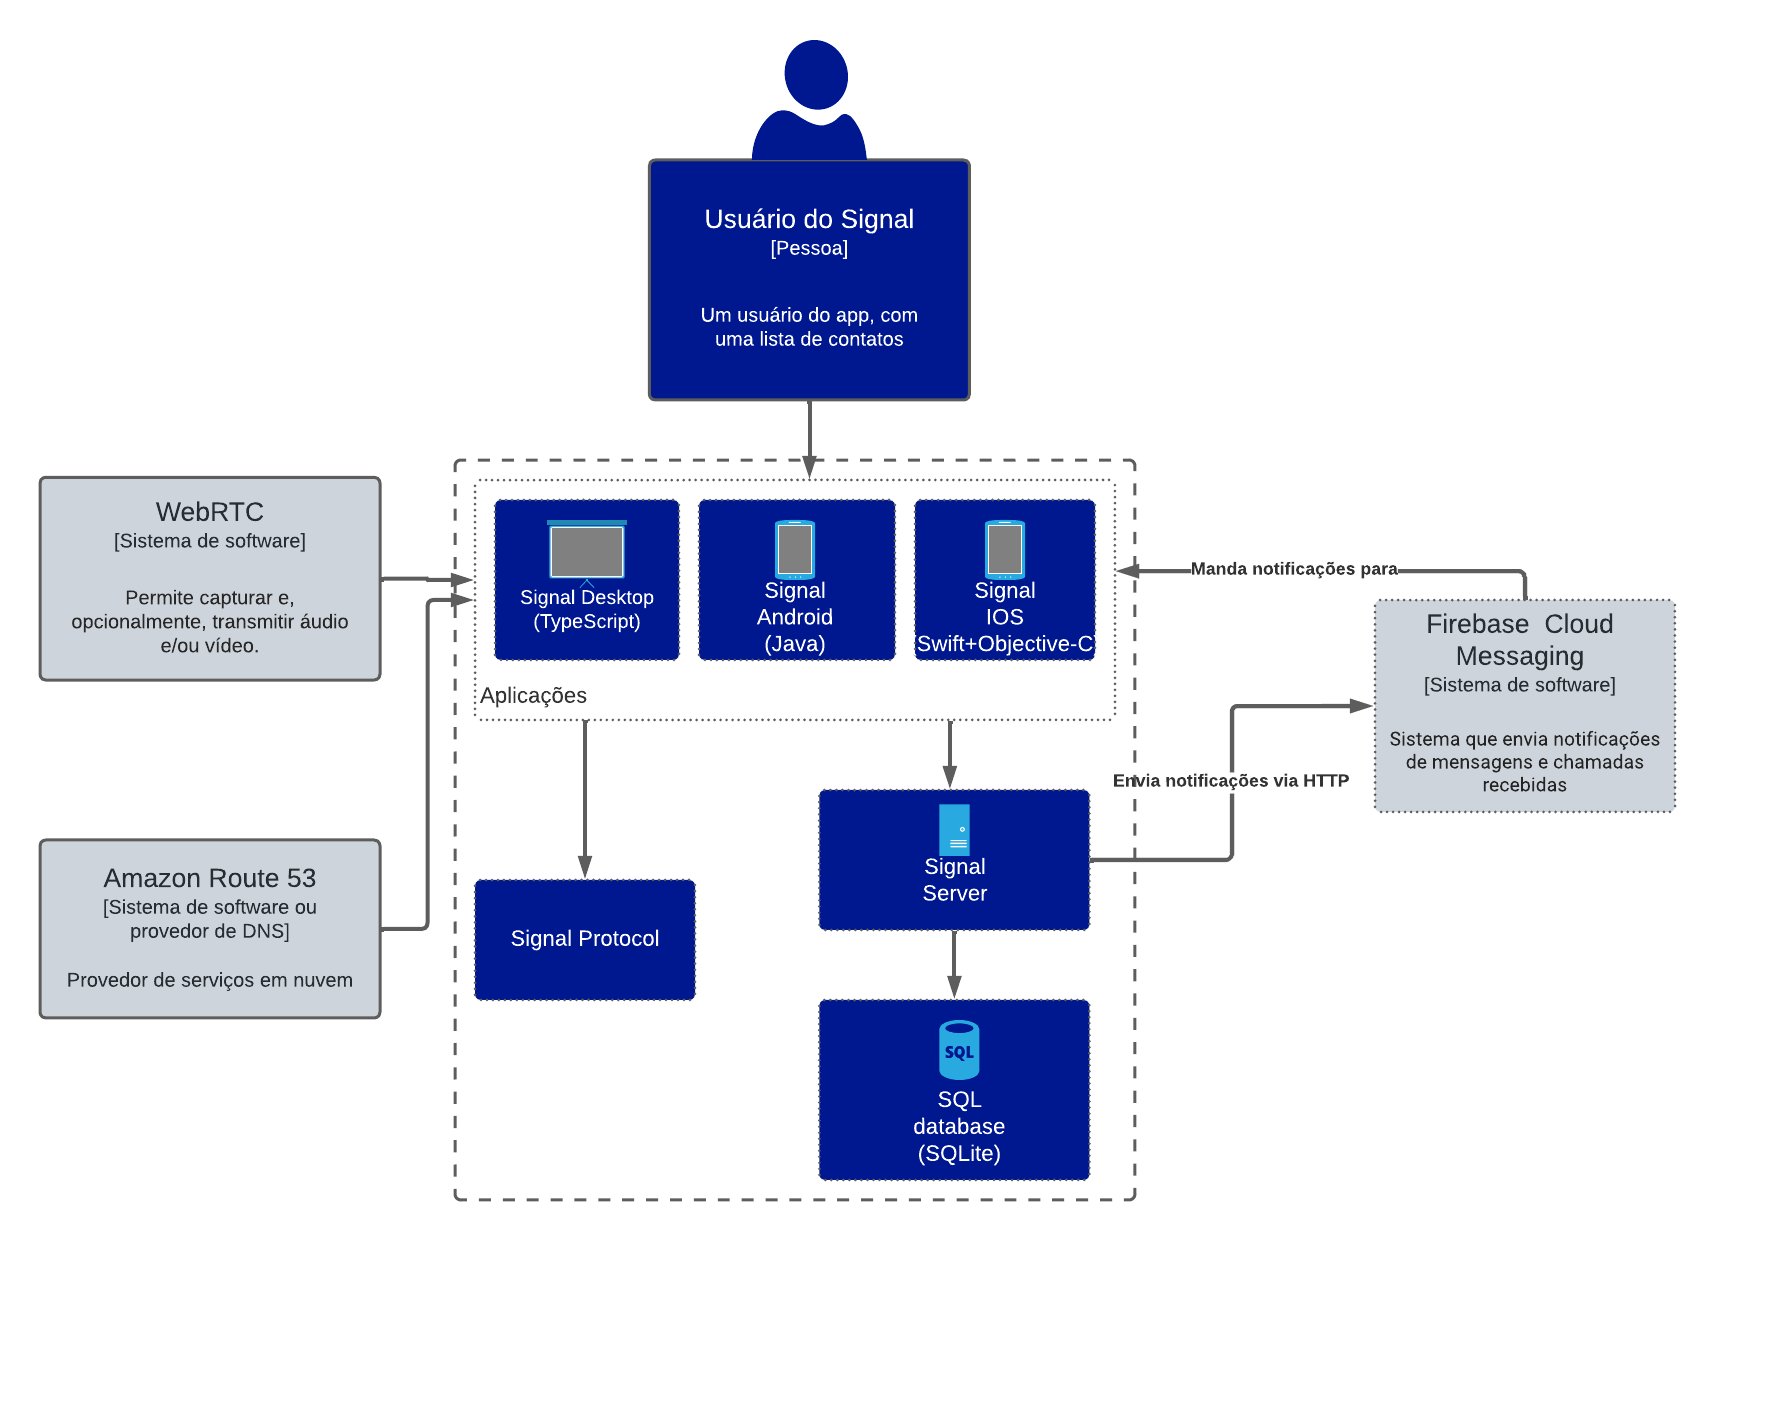 Usuário do Signal
[Pessoa]
Um usuário do app, com
uma lista de contatos
WebRTC
[Sistema de software]
Permite capturar e,
opcionalmente, transmitir áudio
e/ou vídeo.
Amazon Route 53
[Sistema de software ou
provedor de DNS]
Provedor de serviços em nuvem
Signal Desktop
(TypeScript)
Signal
Android
(Java)
Signal
IOS
(Swift+Objective-C)
Aplicações
Signal Protocol
Signal
Server
SQL
SQL
database
(SQLite)
Manda notificações para
Envia notificações via HTTP
Firebase Cloud
Messaging
[Sistema de software]
Sistema que envia notificações
de mensagens e chamadas
recebidas